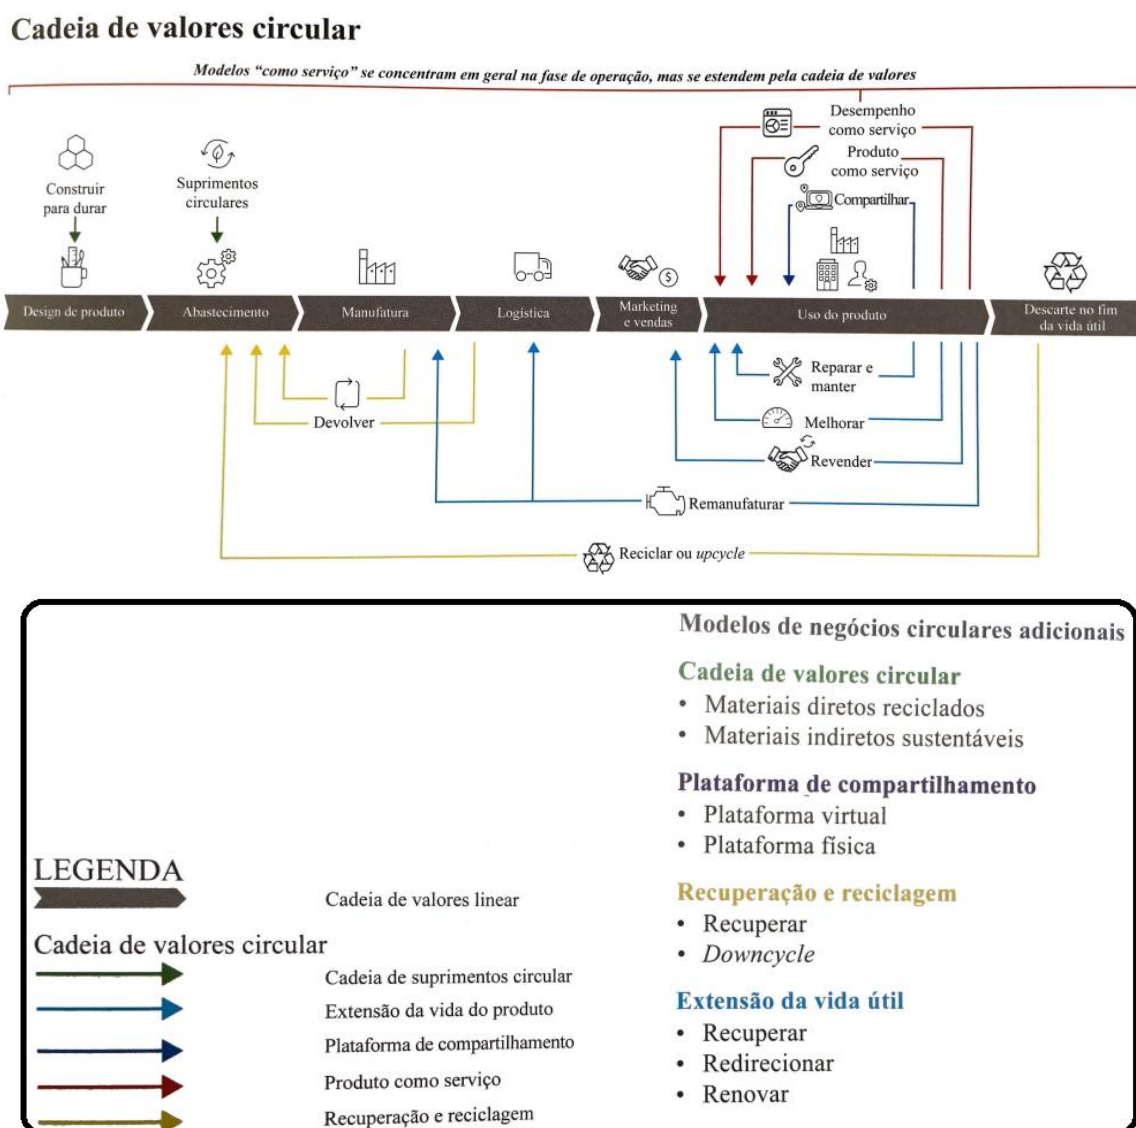 Cadeia de valores circular
Modelos “como serviço” se concentram em geral na fase de operação, mas se estendem pela cadeia de valores
Construir
para durar
Suprimentos
circulares
Desempenho
como serviço
Produto
como serviço
Compartilhar
$
Design de produto
Abastecimento
Manufatura
Logística
Marketing
e vendas
Uso do produto
Descarte no fim
da vida útil
Devolver
Reparar e
manter
Melhorar
Revender
Remanufaturar
Reciclar ou upcycle
LEGENDA
Cadeia de valores linear
Cadeia de valores circular
Cadeia de suprimentos circular
Extensão da vida do produto
Plataforma de compartilhamento
Produto como serviço
Recuperação e reciclagem
Modelos de negócios circulares adicionais
Cadeia de valores circular
• Materiais diretos reciclados
• Materiais indiretos sustentáveis
Plataforma de compartilhamento
• Plataforma virtual
• Plataforma física
Recuperação e reciclagem
• Recuperar
• Downcycle
Extensão da vida útil
• Recuperar
• Redirecionar
• Renovar